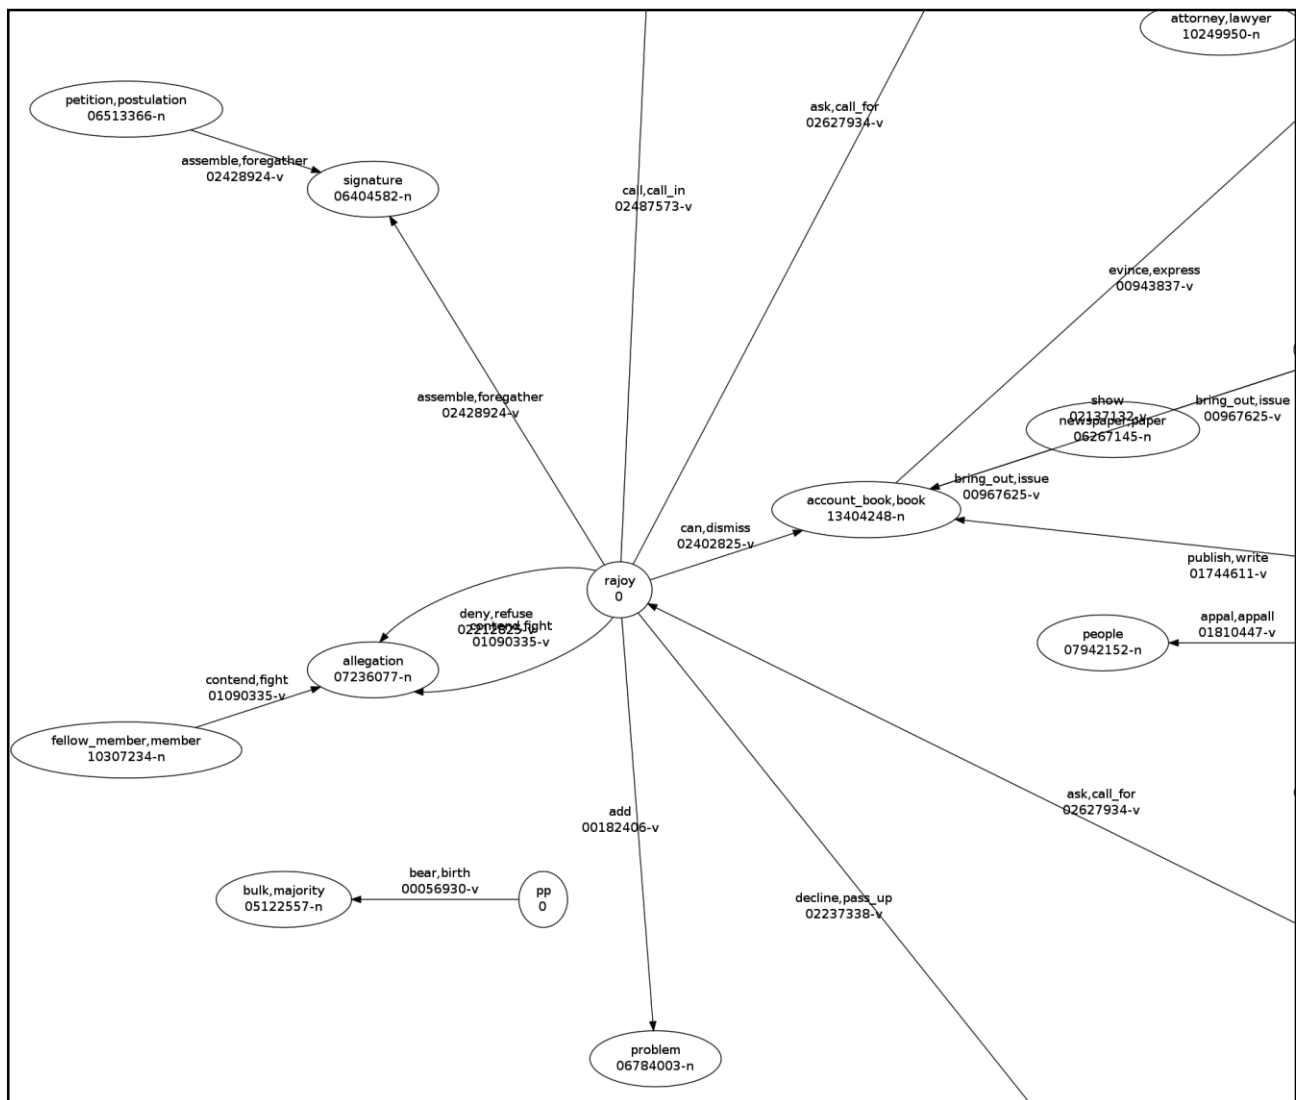 attorney,lawyer
10249950-n
petition,postulation
06513366-n
ask,call_for
02627934-v
assemble,foregather
02428924-v
signature
06404582-n
call,call_in
02487573-v
evince,express
00943837-v
assemble,foregather
02428924-v
show
02137132-v
bring_out,issue
00967625-v
newspaper,paper
06267145-n
bring_out,issue
00967625-v
account_book,book
13404248-n
can,dismiss
02402825-v
publish,write
01744611-v
rajoy
0
deny,refuse
02212825-v
contend,fight
01090335-v
appal,appall
01810447-v
people
07942152-n
allegation
07236077-n
contend,fight
01090335-v
fellow_member,member
10307234-n
ask,call_for
02627934-v
add
00182406-v
bear,birth
00056930-v
bulk,majority
05122557-n
pp
0
decline,pass_up
02237338-v
problem
06784003-n